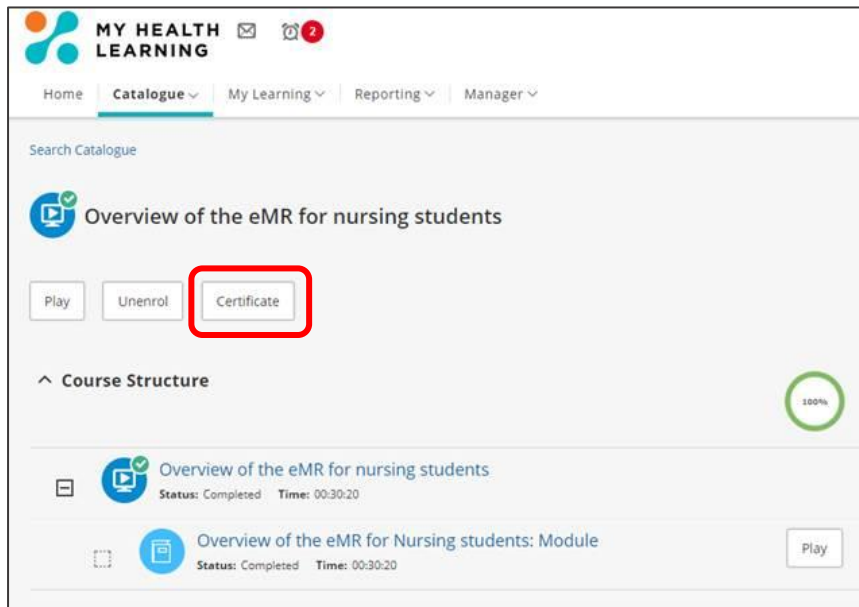 MY HEALTH
LEARNING
2
Home Catalogue My Learning Reporting Manager
Search Catalogue
Overview of the eMR for nursing students
Play Unenrol Certificate
Course Structure
100%
Overview of the eMR for nursing students
Status: Completed Time: 00:30:20
Overview of the eMR for Nursing students: Module
Play
Status: Completed Time: 00:30:20